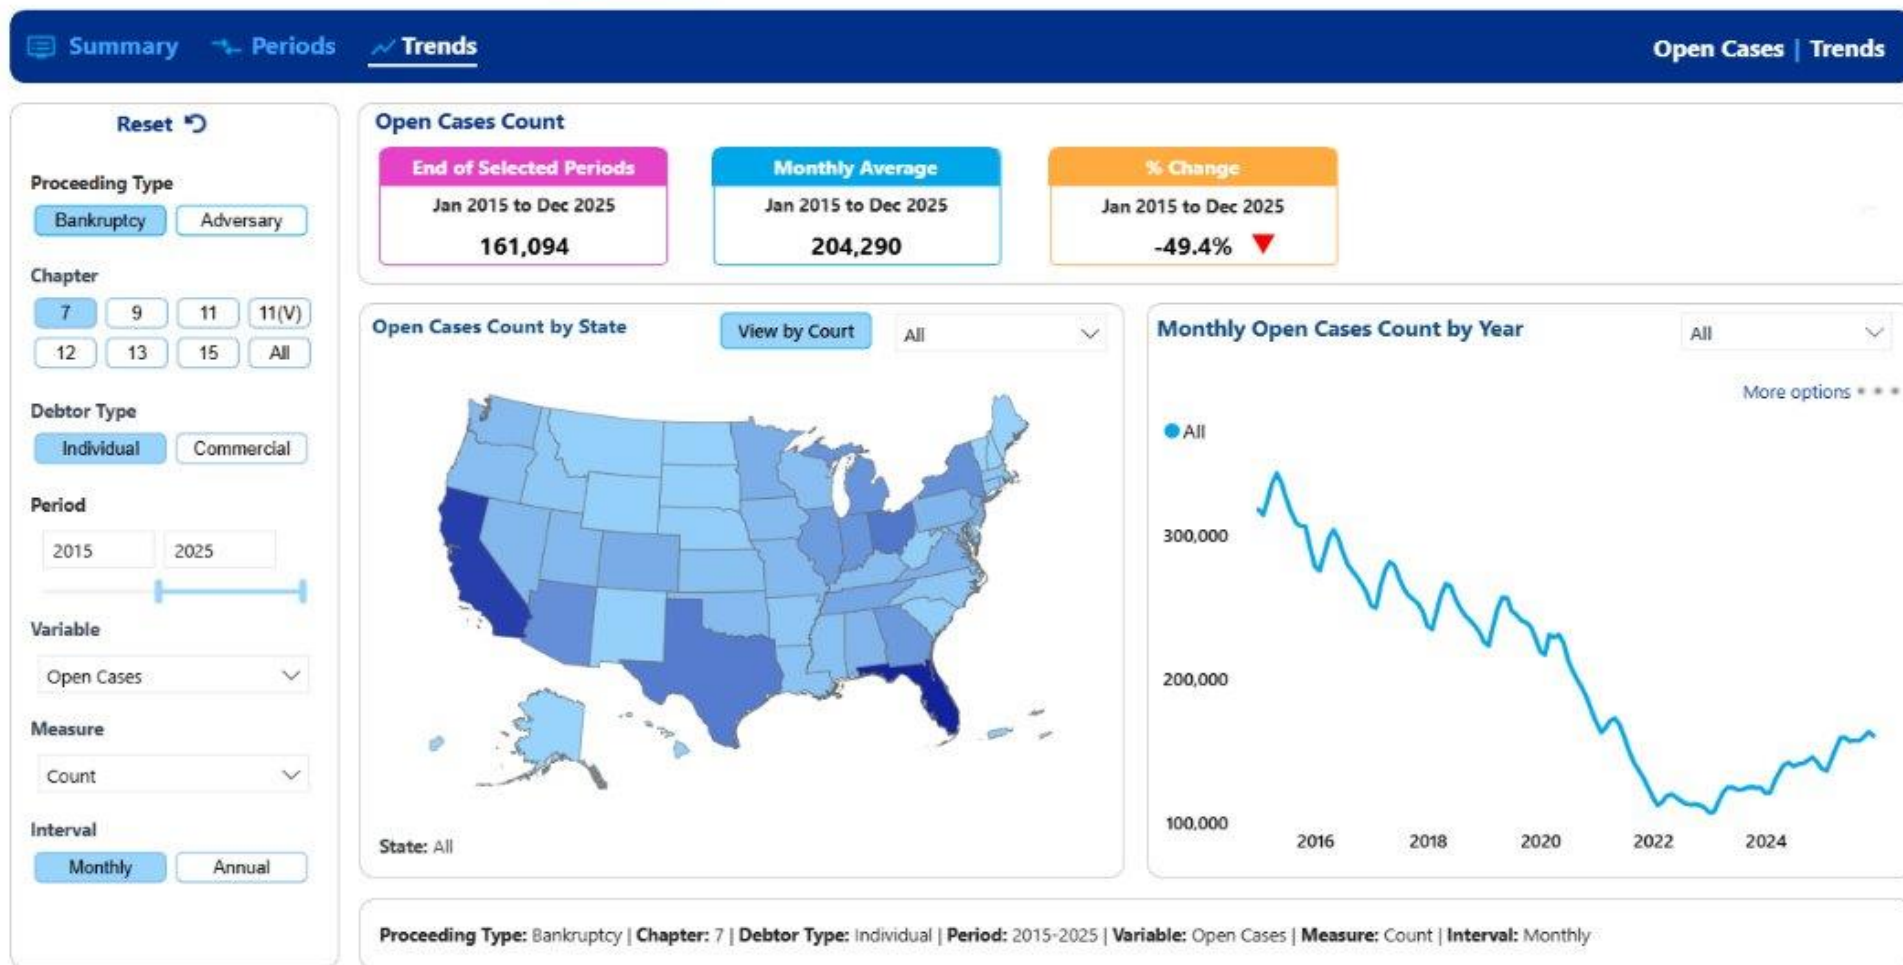 Summary Periods Trends
Open Cases | Trends
Reset
Proceeding Type
Bankruptcy Adversary
Chapter
7 9 11 11(V)
12 13 15 All
Debtor Type
Individual Commercial
Period
2015 2025
Variable
Open Cases
Measure
Count
Interval
Monthly Annual
Open Cases Count
End of Selected Periods
Jan 2015 to Dec 2025
161,094
Monthly Average
Jan 2015 to Dec 2025
204,290
% Change
Jan 2015 to Dec 2025
-49.4%
Open Cases Count by State
View by Court
All
State: All
Monthly Open Cases Count by Year
All
More options
All
300,000
200,000
100,000
2016 2018 2020 2022 2024
Proceeding Type: Bankruptcy | Chapter: 7 | Debtor Type: Individual | Period: 2015-2025 | Variable: Open Cases | Measure: Count | Interval: Monthly